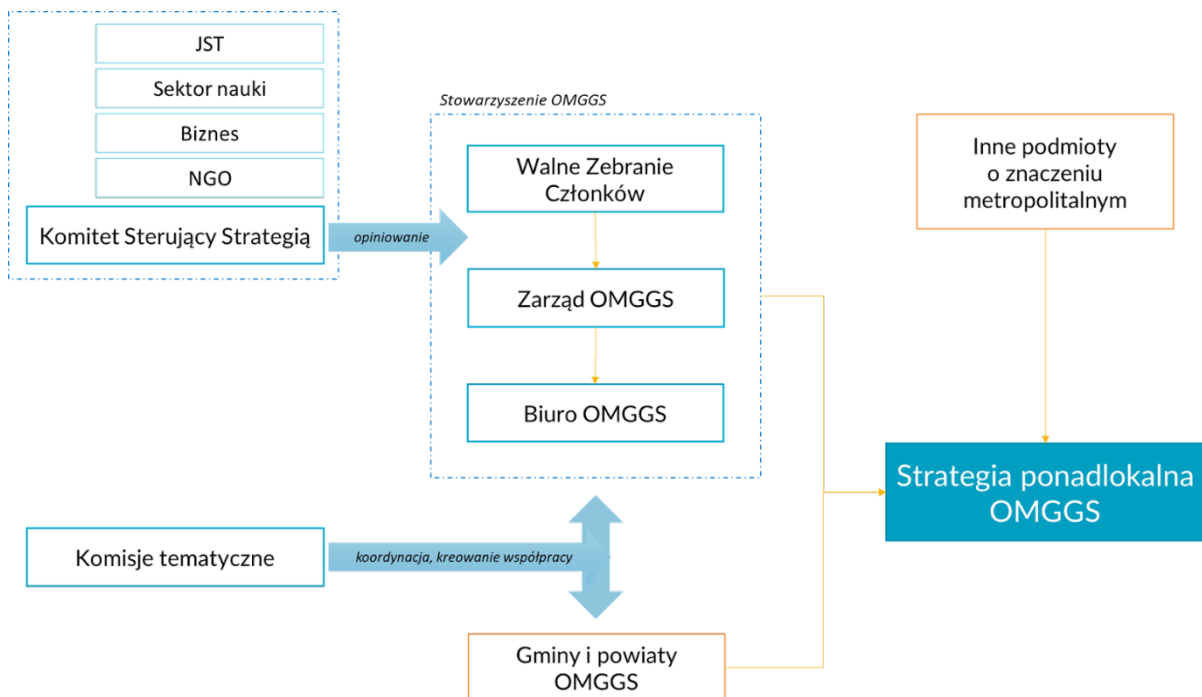 JST
Sektor nauki
Biznes
NGO
Komitet Sterujący Strategią
opiniowanie
Stowarzyszenie OMGGS
Walne Zebranie
Członków
Zarząd OMGGS
Biuro OMGGS
Inne podmioty
o znaczeniu
metropolitalnym
Strategia ponadlokalna
OMGGS
Komisje tematyczne
koordynacja, kreowanie współpracy
Gminy i powiaty
OMGGS